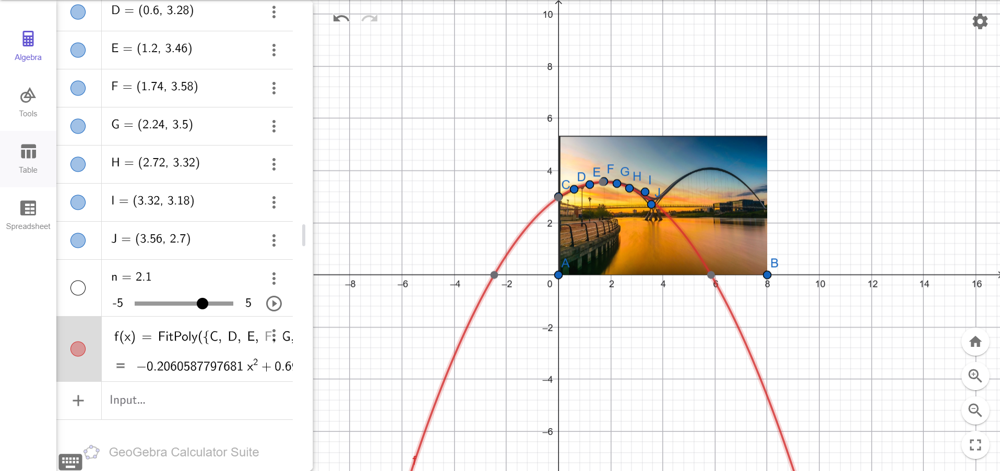 D = (0.6, 3.28)
E = (1.2, 3.46)
F = (1.74, 3.58)
G = (2.24, 3.5)
H = (2.72, 3.32)
I = (3.32, 3.18)
J = (3.56, 2.7)
n = 2.1
-5 5
f(x) = FitPoly({C, D, E, F, G,
= −0.2060587797681 x² + 0.69
Input...
GeoGebra Calculator Suite
Algebra
Tools
Table
Spreadsheet
10
8
6
4
2
0
–2
–4
–6
–8 –6 –4 –2 2 4 6 8 10 12 14 16
C D E F G H I J
A B
f